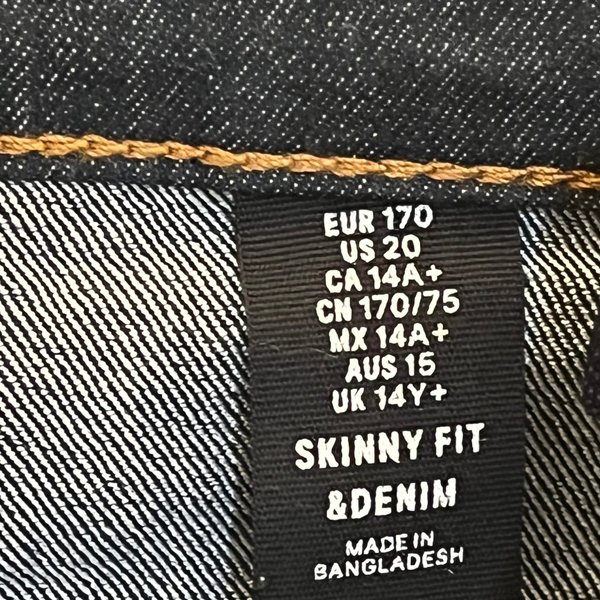 EUR 170
US 20
CA 14A+
CN 170/75
MX 14A+
AUS 15
UK 14Y+
SKINNY FIT
&DENIM
MADE IN
BANGLADESH